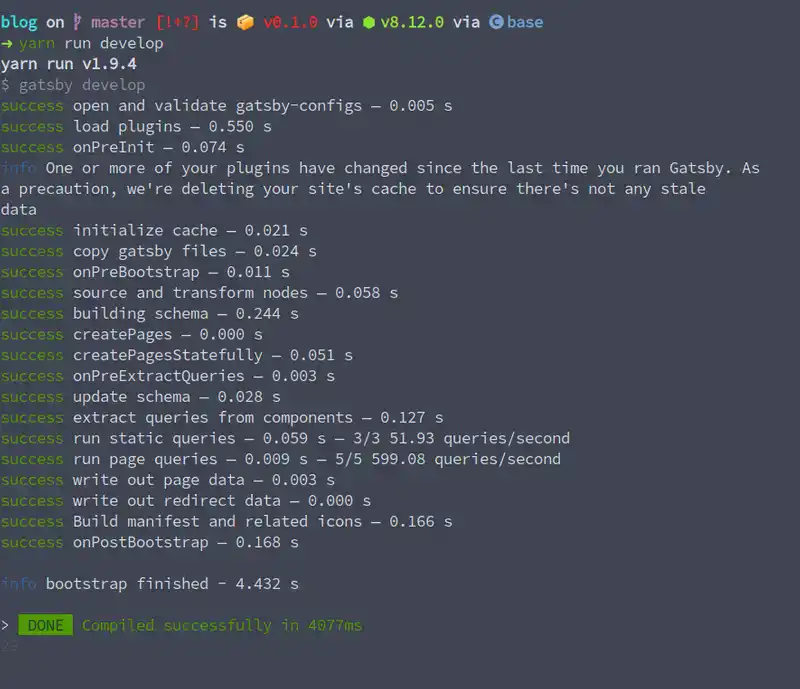 blog on master [!+?] is 📦 v0.1.0 via ⬢ v8.12.0 via C base
➜ yarn run develop
yarn run v1.9.4
$ gatsby develop
success open and validate gatsby-configs — 0.005 s
success load plugins — 0.550 s
success onPreInit — 0.074 s
info One or more of your plugins have changed since the last time you ran Gatsby. As
a precaution, we're deleting your site's cache to ensure there's not any stale
data
success initialize cache — 0.021 s
success copy gatsby files — 0.024 s
success onPreBootstrap — 0.011 s
success source and transform nodes — 0.058 s
success building schema — 0.244 s
success createPages — 0.000 s
success createPagesStatefully — 0.051 s
success onPreExtractQueries — 0.003 s
success update schema — 0.028 s
success extract queries from components — 0.127 s
success run static queries — 0.059 s — 3/3 51.93 queries/second
success run page queries — 0.009 s — 5/5 599.08 queries/second
success write out page data — 0.003 s
success write out redirect data — 0.000 s
success Build manifest and related icons — 0.166 s
success onPostBootstrap — 0.168 s
info bootstrap finished - 4.432 s
> DONE Compiled successfully in 4077ms